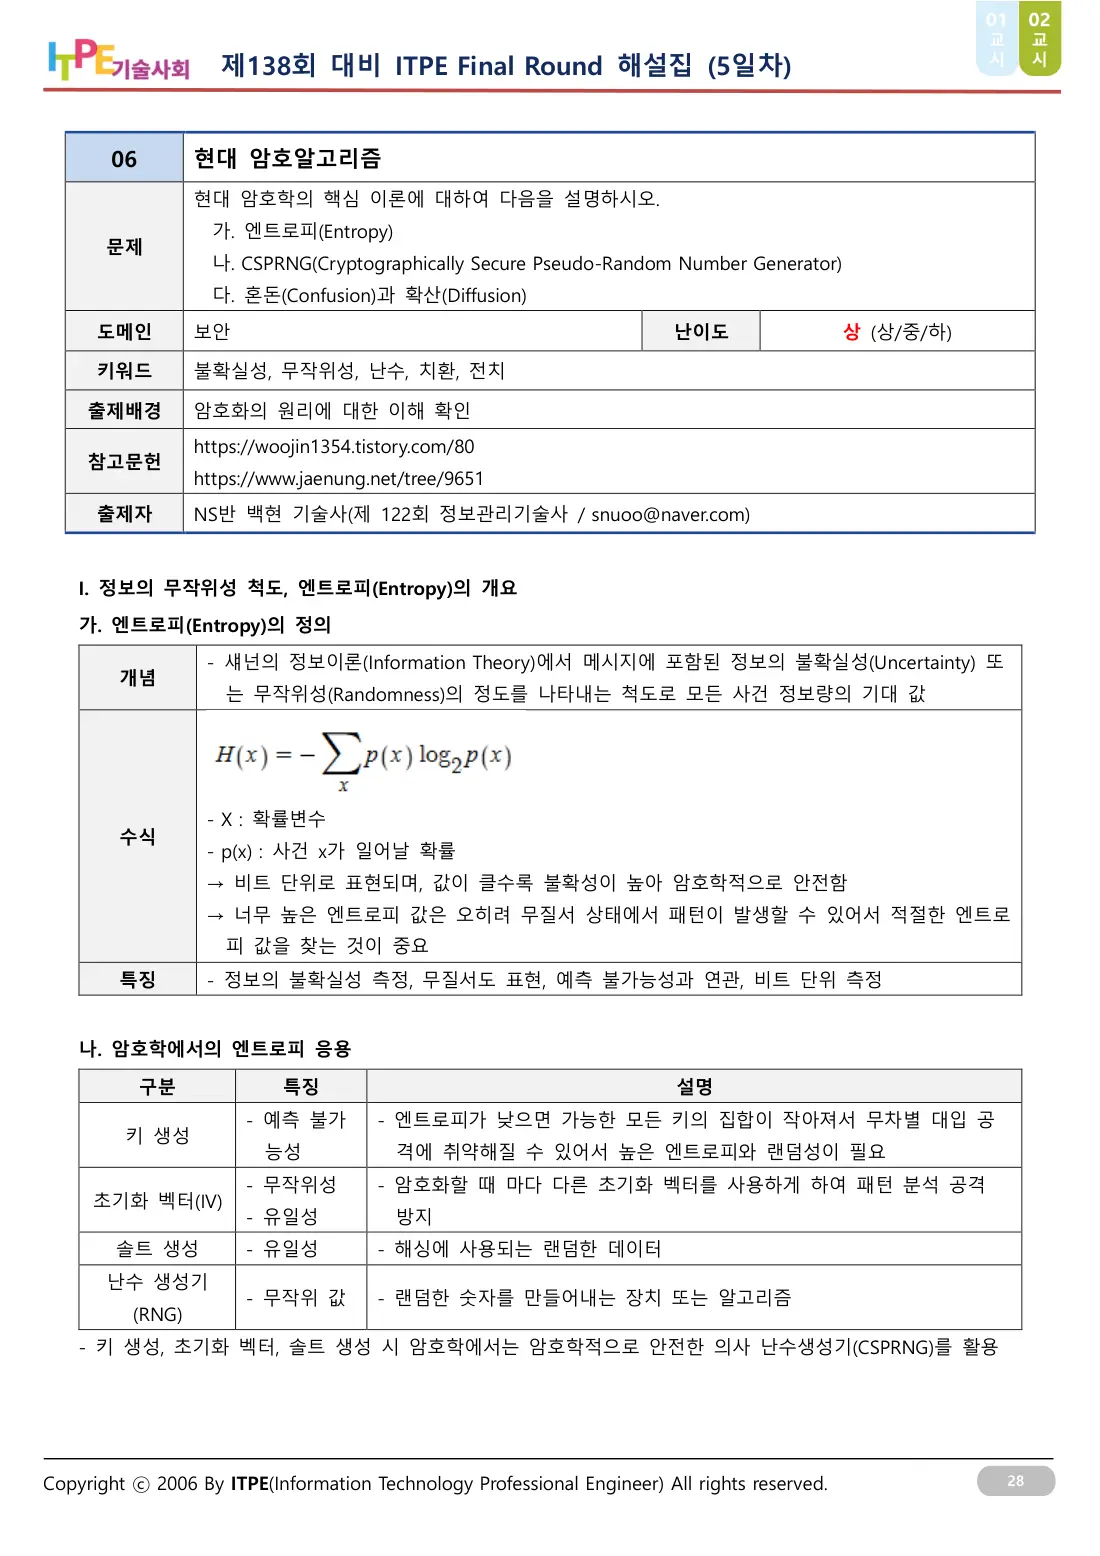 01
교
시
02
교
시
ITPE기술사회 제138회 대비 ITPE Final Round 해설집 (5일차)
06 현대 암호알고리즘
문제
현대 암호학의 핵심 이론에 대하여 다음을 설명하시오.
가. 엔트로피(Entropy)
나. CSPRNG(Cryptographically Secure Pseudo-Random Number Generator)
다. 혼돈(Confusion)과 확산(Diffusion)
도메인 보안 난이도 상 (상/중/하)
키워드 불확실성, 무작위성, 난수, 치환, 전치
출제배경 암호화의 원리에 대한 이해 확인
참고문헌
https://woojin1354.tistory.com/80
https://www.jaenung.net/tree/9651
출제자 NS반 백현 기술사(제 122회 정보관리기술사 / snuoo@naver.com)
I. 정보의 무작위성 척도, 엔트로피(Entropy)의 개요
가. 엔트로피(Entropy)의 정의
개념
- 섀넌의 정보이론(Information Theory)에서 메시지에 포함된 정보의 불확실성(Uncertainty) 또
는 무작위성(Randomness)의 정도를 나타내는 척도로 모든 사건 정보량의 기대 값
수식
H(x) = − ∑ p(x) log₂ p(x)
x
- X : 확률변수
- p(x) : 사건 x가 일어날 확률
→ 비트 단위로 표현되며, 값이 클수록 불확성이 높아 암호학적으로 안전함
→ 너무 높은 엔트로피 값은 오히려 무질서 상태에서 패턴이 발생할 수 있어서 적절한 엔트로
피 값을 찾는 것이 중요
특징 - 정보의 불확실성 측정, 무질서도 표현, 예측 불가능성과 연관, 비트 단위 측정
나. 암호학에서의 엔트로피 응용
구분 특징 설명
키 생성
- 예측 불가
능성
- 엔트로피가 낮으면 가능한 모든 키의 집합이 작아져서 무차별 대입 공
격에 취약해질 수 있어서 높은 엔트로피와 랜덤성이 필요
초기화 벡터(IV)
- 무작위성
- 유일성
- 암호화할 때 마다 다른 초기화 벡터를 사용하게 하여 패턴 분석 공격
방지
솔트 생성 - 유일성 - 해싱에 사용되는 랜덤한 데이터
난수 생성기
(RNG)
- 무작위 값 - 랜덤한 숫자를 만들어내는 장치 또는 알고리즘
- 키 생성, 초기화 벡터, 솔트 생성 시 암호학에서는 암호학적으로 안전한 의사 난수생성기(CSPRNG)를 활용
Copyright ⓒ 2006 By ITPE(Information Technology Professional Engineer) All rights reserved. 28